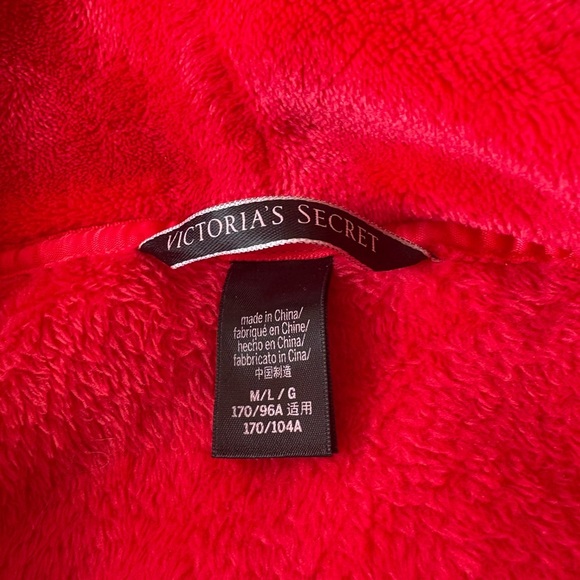 VICTORIA'S SECRET
made in China/
fabriqué en Chine/
hecho en China/
fabbricato in Cina/
中国制造
M/L / G
170/96A 适用
170/104A